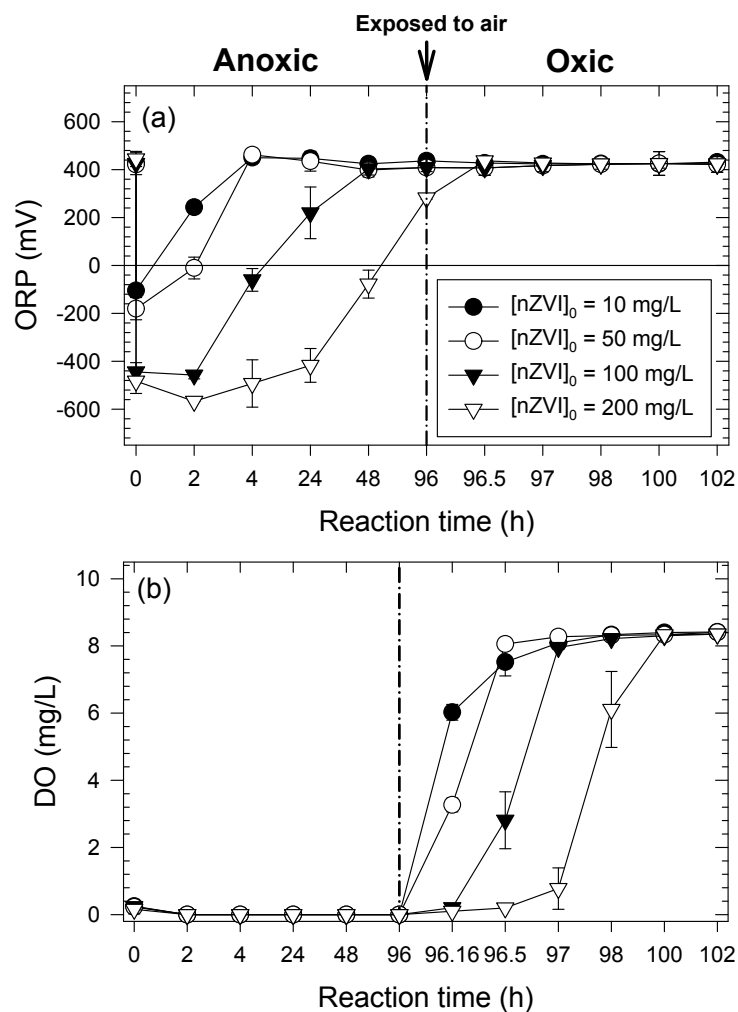 Exposed to air
Anoxic
Oxic
(a)
600
400
200
0
-200
-400
-600
ORP (mV)
[nZVI]0 = 10 mg/L
[nZVI]0 = 50 mg/L
[nZVI]0 = 100 mg/L
[nZVI]0 = 200 mg/L
0 2 4 24 48 96 96.5 97 98 100 102
Reaction time (h)
(b)
10
8
6
4
2
0
DO (mg/L)
0 2 4 24 48 96 96.16 96.5 97 98 100 102
Reaction time (h)